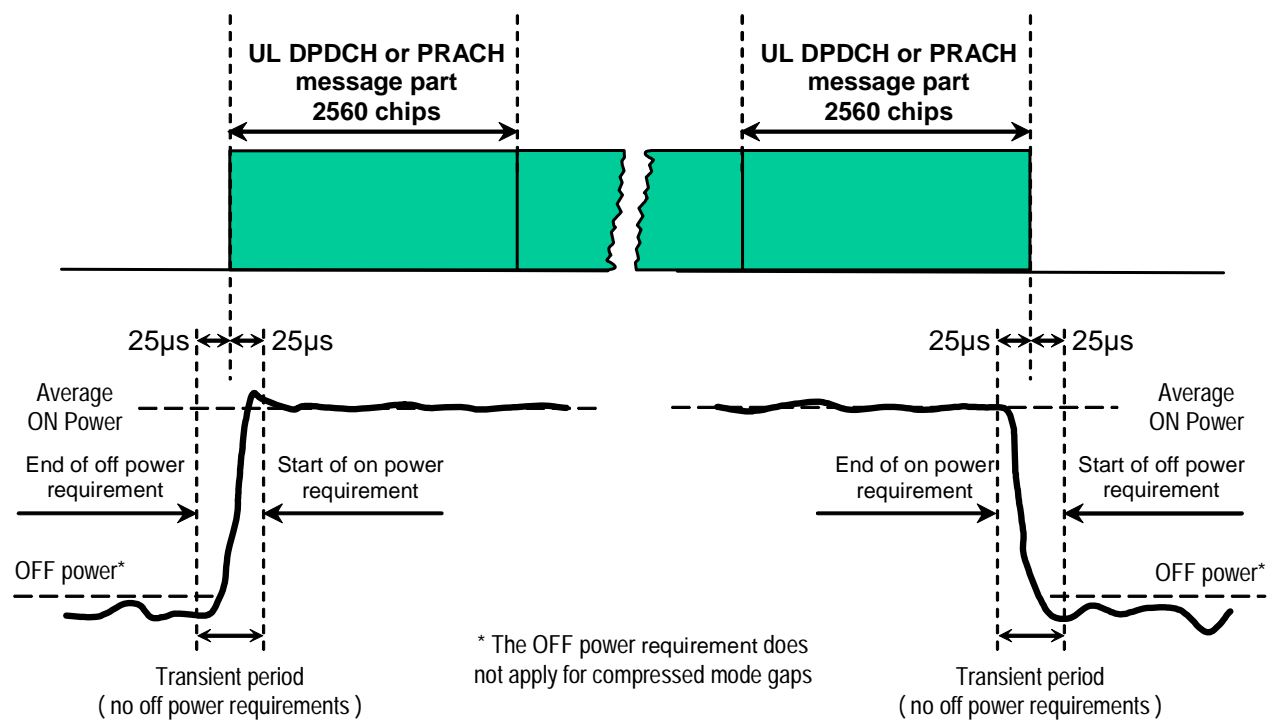 UL DPDCH or PRACH
message part
2560 chips
UL DPDCH or PRACH
message part
2560 chips
25µs
25µs
25µs
25µs
Average
ON Power
Average
ON Power
End of off power
requirement
Start of on power
requirement
End of on power
requirement
Start of off power
requirement
OFF power*
OFF power*
* The OFF power requirement does
not apply for compressed mode gaps
Transient period
( no off power requirements )
Transient period
( no off power requirements )